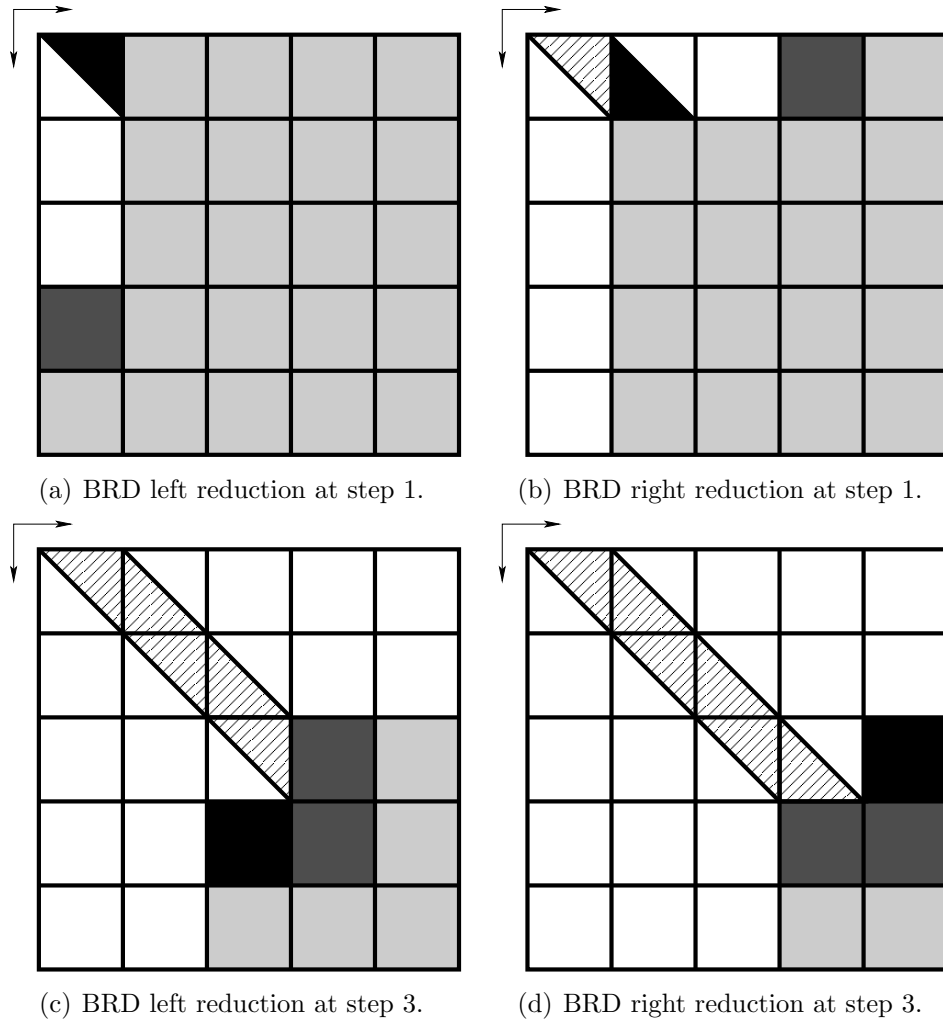 (a) BRD left reduction at step 1.
(b) BRD right reduction at step 1.
(c) BRD left reduction at step 3.
(d) BRD right reduction at step 3.